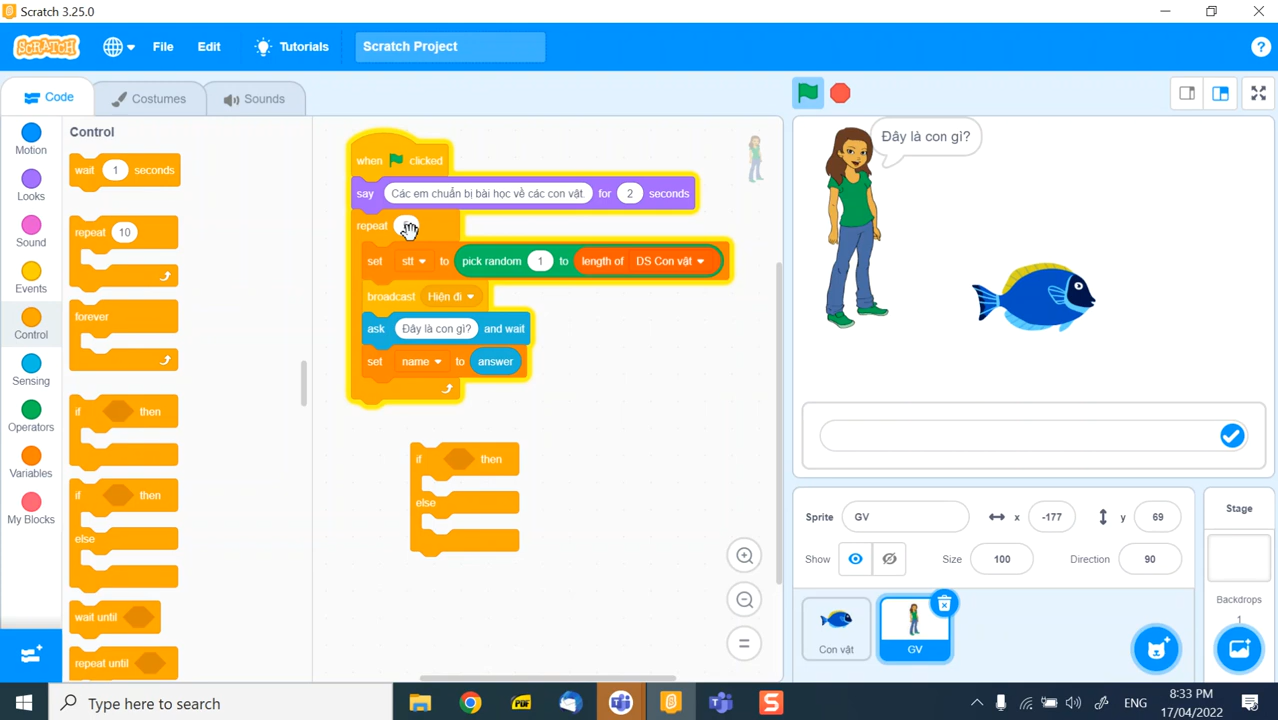 Scratch 3.25.0
SCRATCH
File
Edit
Tutorials
Scratch Project
?
Code
Costumes
Sounds
Motion
Looks
Sound
Events
Control
Sensing
Operators
Variables
My Blocks
Control
wait 1 seconds
repeat 10
forever
if then
if then
else
wait until
repeat until
when clicked
say Các em chuẩn bị bài học về các con vật. for 2 seconds
repeat
set stt to pick random 1 to length of DS Con vật
broadcast Hiện đi
ask Đây là con gì? and wait
set name to answer
if then
else
Đây là con gì?
Sprite GV x -177 y 69
Show Size 100 Direction 90
Con vật
GV
Stage
Backdrops
1
Type here to search
PDF
S
ENG
8:33 PM
17/04/2022